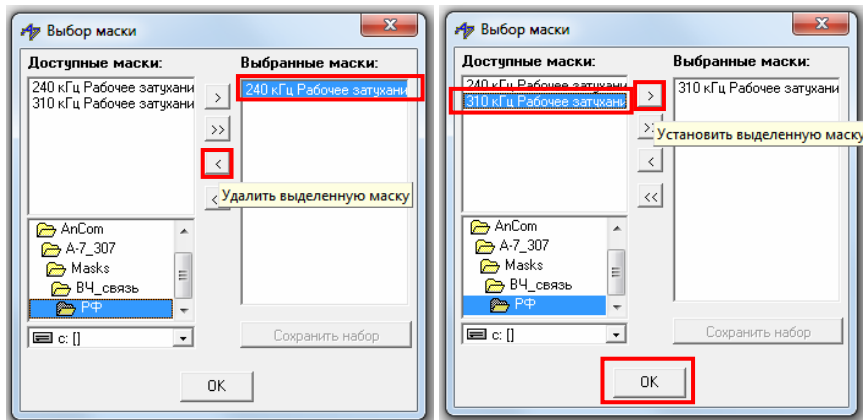 Выбор маски
Доступные маски:
Выбранные маски:
240 кГц Рабочее затухани
310 кГц Рабочее затухани
240 кГц Рабочее затухани
>
>>
<
<
Удалить выделенную маску
AnCom
A-7_307
Masks
ВЧ_связь
РФ
c: []
Сохранить набор
OK
Выбор маски
Доступные маски:
Выбранные маски:
240 кГц Рабочее затухани
310 кГц Рабочее затухани
310 кГц Рабочее затухани
>
>
Установить выделенную маску
<
<<
AnCom
A-7_307
Masks
ВЧ_связь
РФ
c: []
Сохранить набор
OK